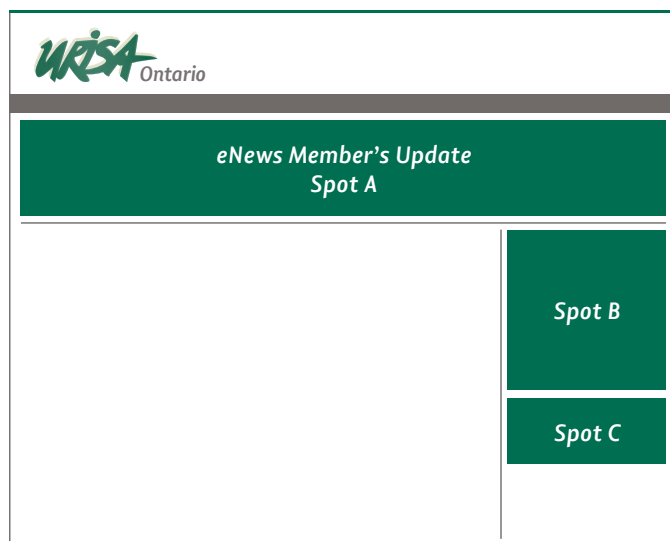 URISA
Ontario
eNews Member’s Update
Spot A
Spot B
Spot C